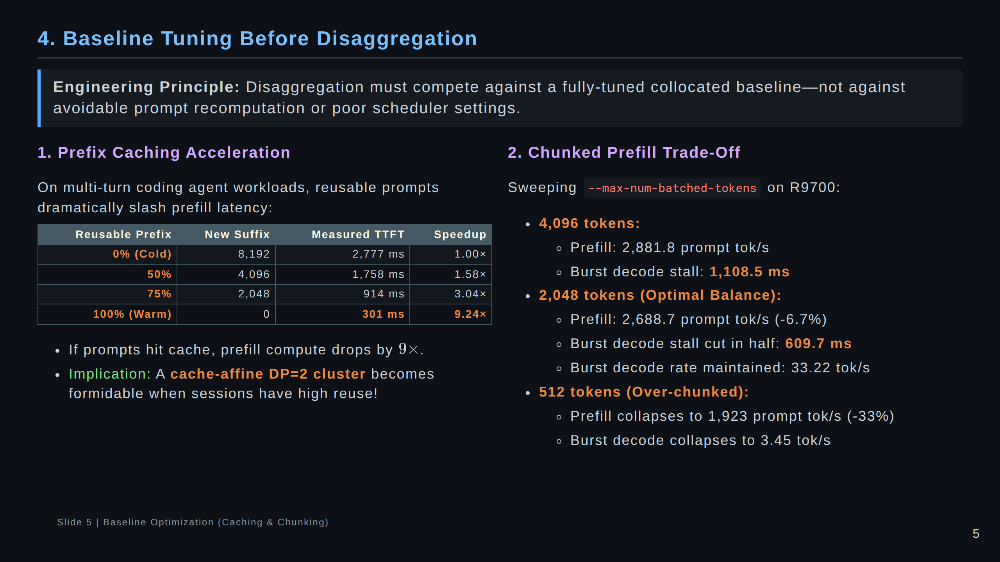 4. Baseline Tuning Before Disaggregation
Engineering Principle: Disaggregation must compete against a fully-tuned collocated baseline—not against
avoidable prompt recomputation or poor scheduler settings.
1. Prefix Caching Acceleration
On multi-turn coding agent workloads, reusable prompts
dramatically slash prefill latency:
Reusable Prefix New Suffix Measured TTFT Speedup
0% (Cold) 8,192 2,777 ms 1.00×
50% 4,096 1,758 ms 1.58×
75% 2,048 914 ms 3.04×
100% (Warm) 0 301 ms 9.24×
• If prompts hit cache, prefill compute drops by 9×.
• Implication: A cache-affine DP=2 cluster becomes
formidable when sessions have high reuse!
2. Chunked Prefill Trade-Off
Sweeping --max-num-batched-tokens on R9700:
• 4,096 tokens:
◦ Prefill: 2,881.8 prompt tok/s
◦ Burst decode stall: 1,108.5 ms
• 2,048 tokens (Optimal Balance):
◦ Prefill: 2,688.7 prompt tok/s (-6.7%)
◦ Burst decode stall cut in half: 609.7 ms
◦ Burst decode rate maintained: 33.22 tok/s
• 512 tokens (Over-chunked):
◦ Prefill collapses to 1,923 prompt tok/s (-33%)
◦ Burst decode collapses to 3.45 tok/s
Slide 5 | Baseline Optimization (Caching & Chunking)
5